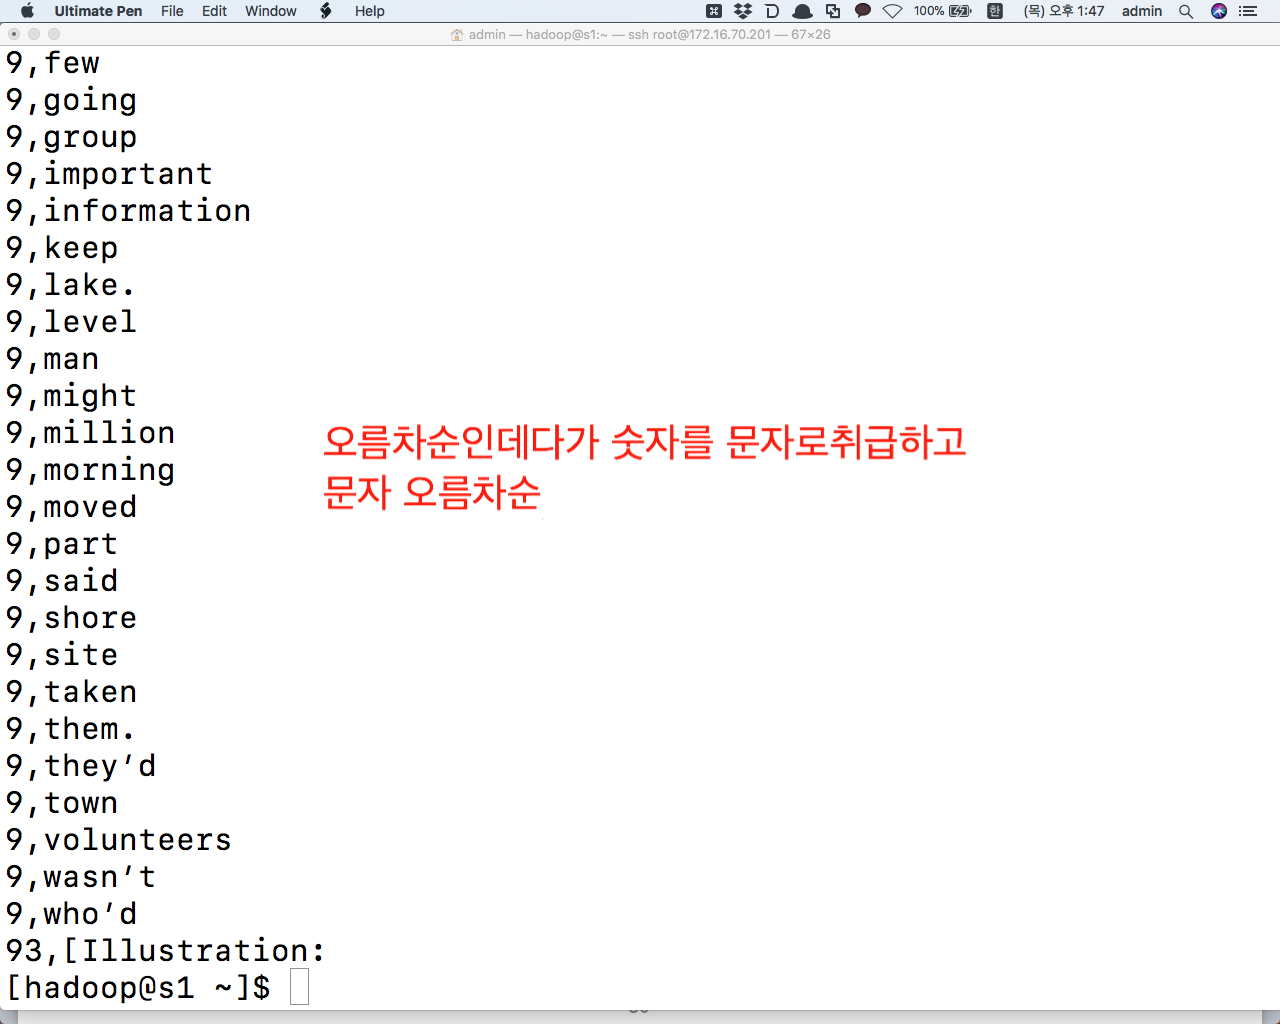 Ultimate Pen File Edit Window Help 100% 한 (목) 오후 1:47 admin
admin — hadoop@s1:~ — ssh root@172.16.70.201 — 67×26
9,few
9,going
9,group
9,important
9,information
9,keep
9,lake.
9,level
9,man
9,might
9,million
9,morning
9,moved
9,part
9,said
9,shore
9,site
9,taken
9,them.
9,they’d
9,town
9,volunteers
9,wasn’t
9,who’d
93,[Illustration:
[hadoop@s1 ~]$
오름차순인데다가 숫자를 문자로취급하고
문자 오름차순